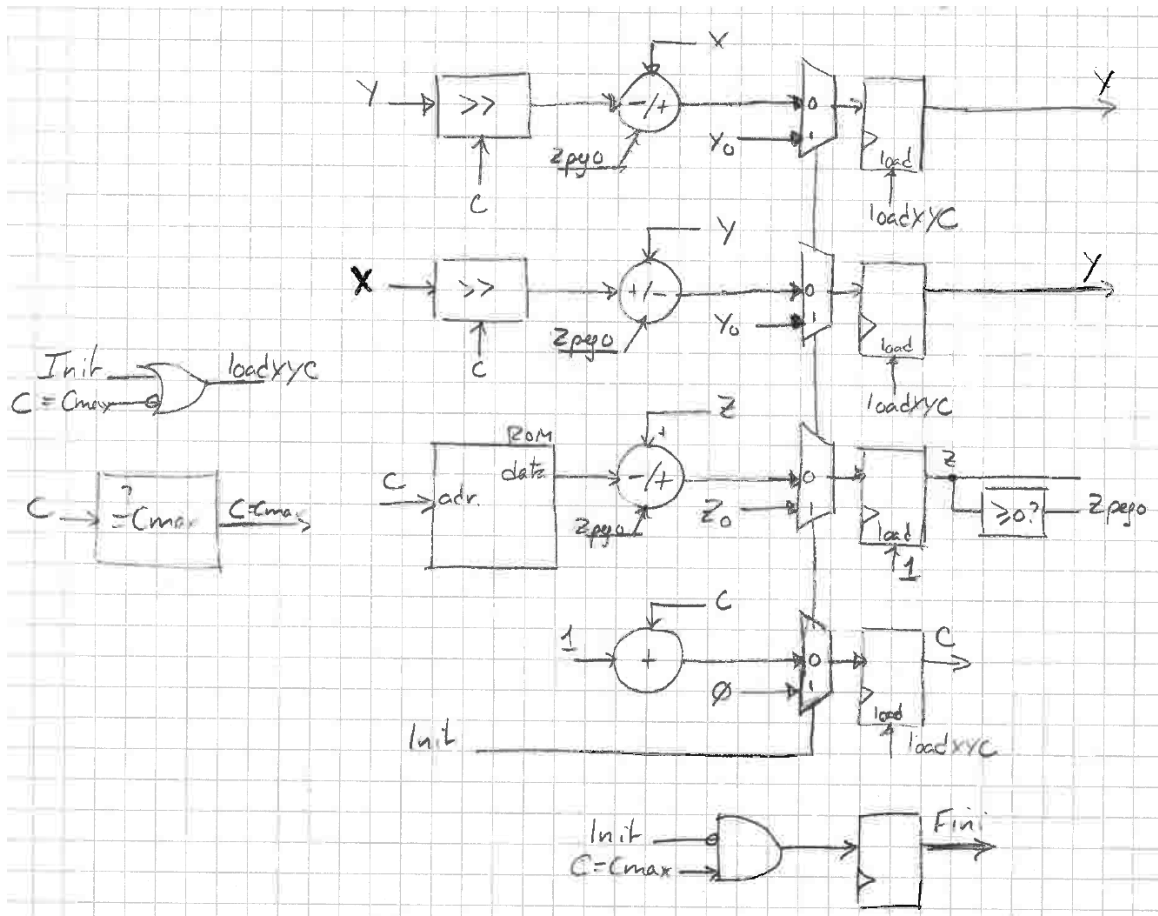 X
Y >> -/+ 0 Y
Y₀ 1
zpgo load
C loadxyC
Y
X >> +/- 0 Y
Y₀ 1
zpgo load
C loadxyC
Init loadxyC
C = Cmax
Z
ROM +
C data -/+ 0 z
adr. Z₀ 1 ≥0? zpgo
zpgo load
1
C ? =Cmax C=Cmax
C
1 + 0 C
Ø 1
load
Init loadxyC
Init Fini
C=Cmax